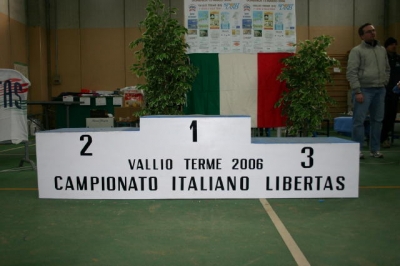 1
2
3
VALLIO TERME 2006
CAMPIONATO ITALIANO LIBERTAS